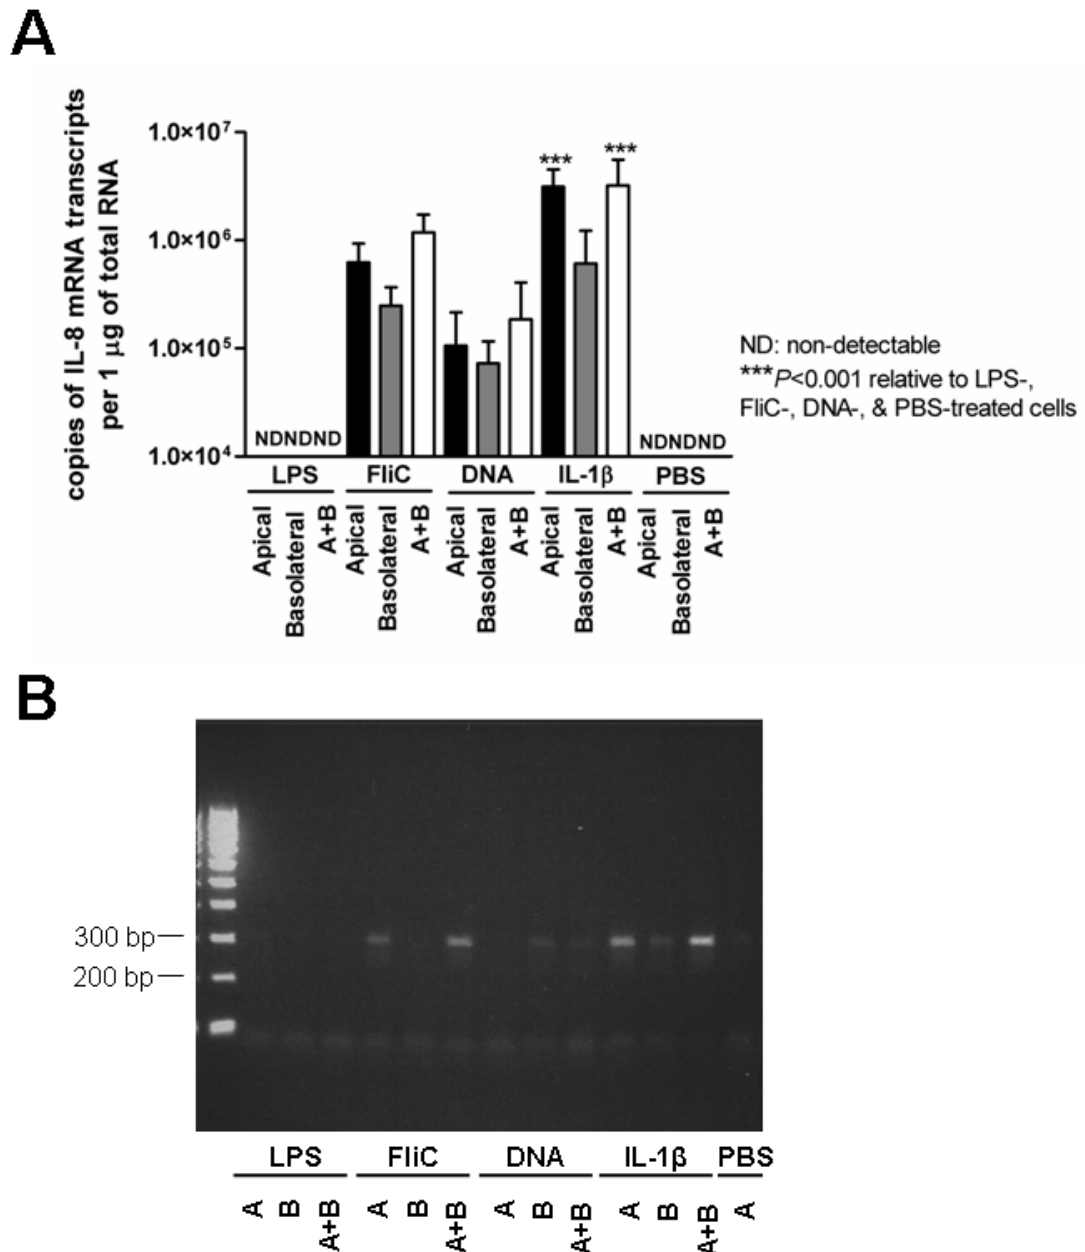 A
copies of IL-8 mRNA transcripts
per 1 μg of total RNA
1.0×10⁷
1.0×10⁶
1.0×10⁵
1.0×10⁴
*** ***
NDNDND NDNDND
LPS FliC DNA IL-1β PBS
Apical Basolateral A+B Apical Basolateral A+B Apical Basolateral A+B Apical Basolateral A+B Apical Basolateral A+B
ND: non-detectable
***P<0.001 relative to LPS-,
FliC-, DNA-, & PBS-treated cells
B
300 bp
200 bp
LPS FliC DNA IL-1β PBS
A B A+B A B A+B A B A+B A B A+B A